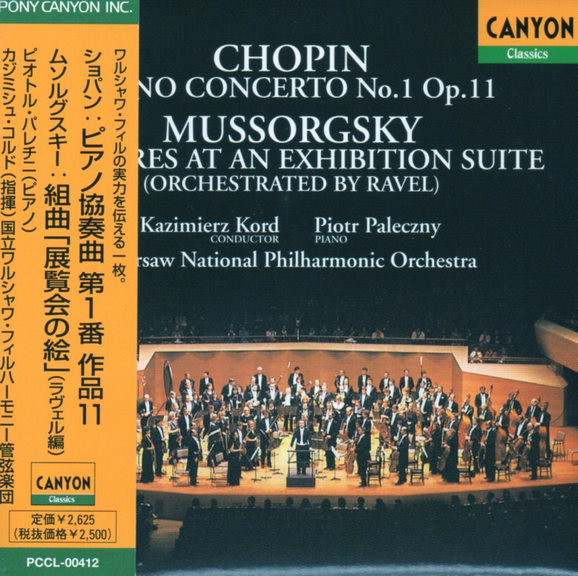 PONY CANYON INC.
ワルシャワ・フィルの実力を伝える一枚。
ショパン:ピアノ協奏曲 第1番 作品11
ムソルグスキー:組曲「展覧会の絵」(ラヴェル編)
ピオトル・パレチニ(ピアノ)
カジミシュ・コルド(指揮) 国立ワルシャワ・フィルハーモニー管弦楽団
CANYON
Classics
定価¥2,625
(税抜価格¥2,500)
PCCL-00412
CANYON
Classics
CHOPIN
NO CONCERTO No.1 Op.11
MUSSORGSKY
RES AT AN EXHIBITION SUITE
(ORCHESTRATED BY RAVEL)
Kazimierz Kord Piotr Paleczny
CONDUCTOR PIANO
rsaw National Philharmonic Orchestra